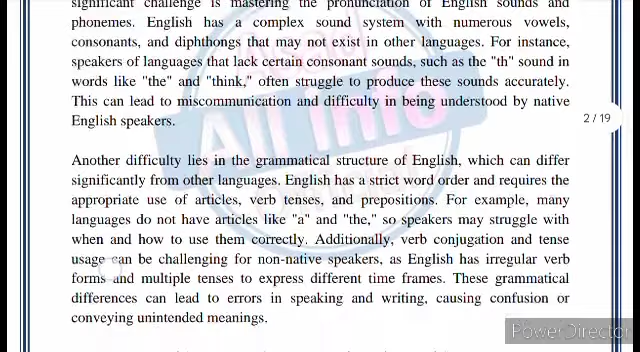 significant challenge is mastering the pronunciation of English sounds and
phonemes. English has a complex sound system with numerous vowels,
consonants, and diphthongs that may not exist in other languages. For instance,
speakers of languages that lack certain consonant sounds, such as the "th" sound in
words like "the" and "think," often struggle to produce these sounds accurately.
This can lead to miscommunication and difficulty in being understood by native
English speakers.
2 / 19
Another difficulty lies in the grammatical structure of English, which can differ
significantly from other languages. English has a strict word order and requires the
appropriate use of articles, verb tenses, and prepositions. For example, many
languages do not have articles like "a" and "the," so speakers may struggle with
when and how to use them correctly. Additionally, verb conjugation and tense
usage can be challenging for non-native speakers, as English has irregular verb
forms and multiple tenses to express different time frames. These grammatical
differences can lead to errors in speaking and writing, causing confusion or
conveying unintended meanings.
PowerDirector
All Info